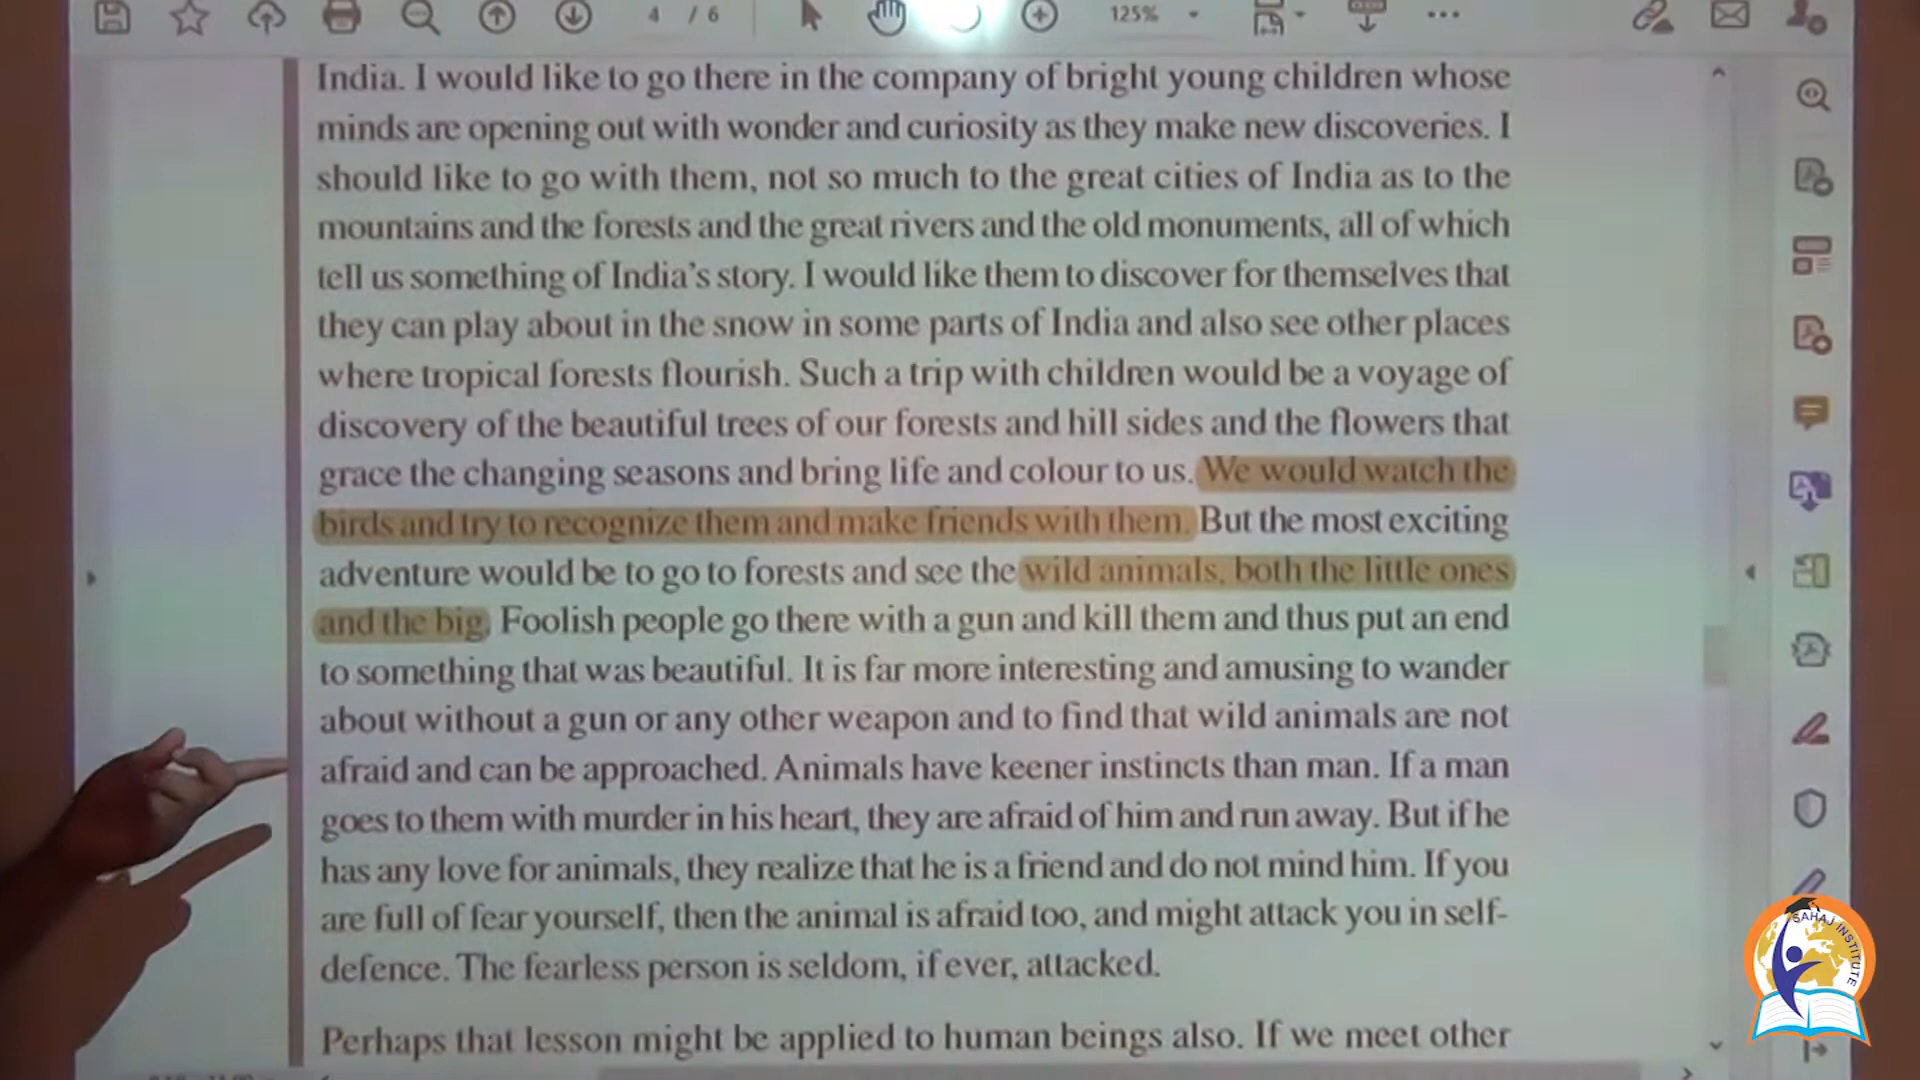 4 / 6
125%
India. I would like to go there in the company of bright young children whose
minds are opening out with wonder and curiosity as they make new discoveries. I
should like to go with them, not so much to the great cities of India as to the
mountains and the forests and the great rivers and the old monuments, all of which
tell us something of India's story. I would like them to discover for themselves that
they can play about in the snow in some parts of India and also see other places
where tropical forests flourish. Such a trip with children would be a voyage of
discovery of the beautiful trees of our forests and hill sides and the flowers that
grace the changing seasons and bring life and colour to us. We would watch the
birds and try to recognize them and make friends with them. But the most exciting
adventure would be to go to forests and see the wild animals, both the little ones
and the big. Foolish people go there with a gun and kill them and thus put an end
to something that was beautiful. It is far more interesting and amusing to wander
about without a gun or any other weapon and to find that wild animals are not
afraid and can be approached. Animals have keener instincts than man. If a man
goes to them with murder in his heart, they are afraid of him and run away. But if he
has any love for animals, they realize that he is a friend and do not mind him. If you
are full of fear yourself, then the animal is afraid too, and might attack you in self-
defence. The fearless person is seldom, if ever, attacked.
Perhaps that lesson might be applied to human beings also. If we meet other
SAHAJ INSTITUTE